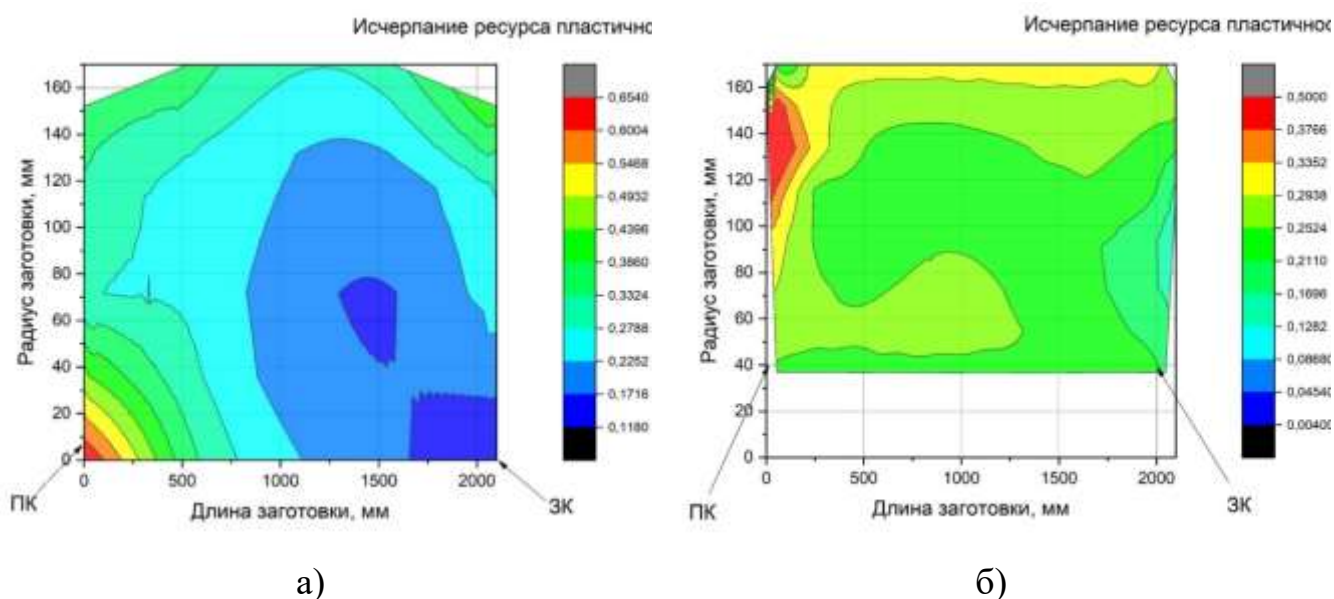 Исчерпание ресурса пластично
160
140
120
100
80
60
40
20
0
Радиус заготовки, мм
0 500 1000 1500 2000
Длина заготовки, мм
ПК
ЗК
0,6540
0,6004
0,5468
0,4932
0,4396
0,3860
0,3324
0,2788
0,2252
0,1716
0,1180
а)
Исчерпание ресурса пластичнос
160
140
120
100
80
60
40
20
0
Радиус заготовки, мм
0 500 1000 1500 2000
Длина заготовки, мм
ПК
ЗК
0,5000
0,3766
0,3352
0,2938
0,2524
0,2110
0,1696
0,1282
0,08680
0,04540
0,00400
б)